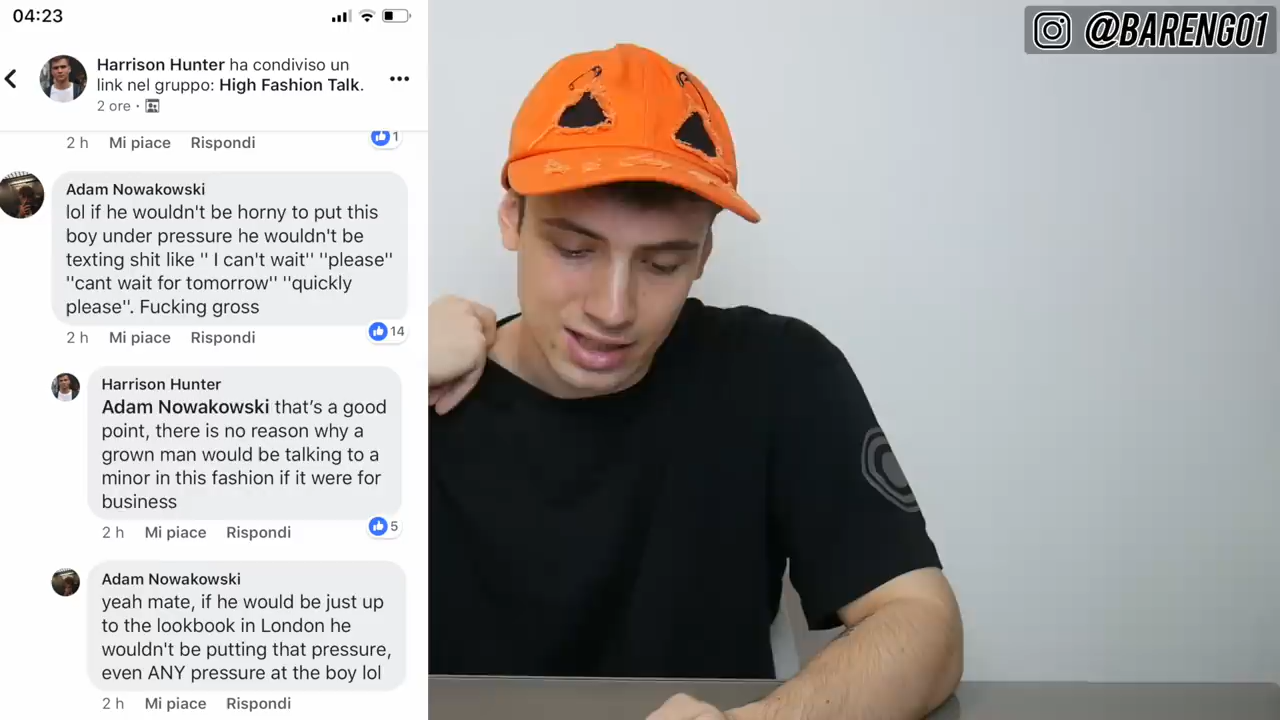 04:23
@BARENGO1
Harrison Hunter ha condiviso un
link nel gruppo: High Fashion Talk.
2 ore ·
2 h Mi piace Rispondi 1
Adam Nowakowski
lol if he wouldn't be horny to put this
boy under pressure he wouldn't be
texting shit like '' I can't wait'' ''please''
''cant wait for tomorrow'' ''quickly
please''. Fucking gross
2 h Mi piace Rispondi 14
Harrison Hunter
Adam Nowakowski that’s a good
point, there is no reason why a
grown man would be talking to a
minor in this fashion if it were for
business
2 h Mi piace Rispondi 5
Adam Nowakowski
yeah mate, if he would be just up
to the lookbook in London he
wouldn't be putting that pressure,
even ANY pressure at the boy lol
2 h Mi piace Rispondi